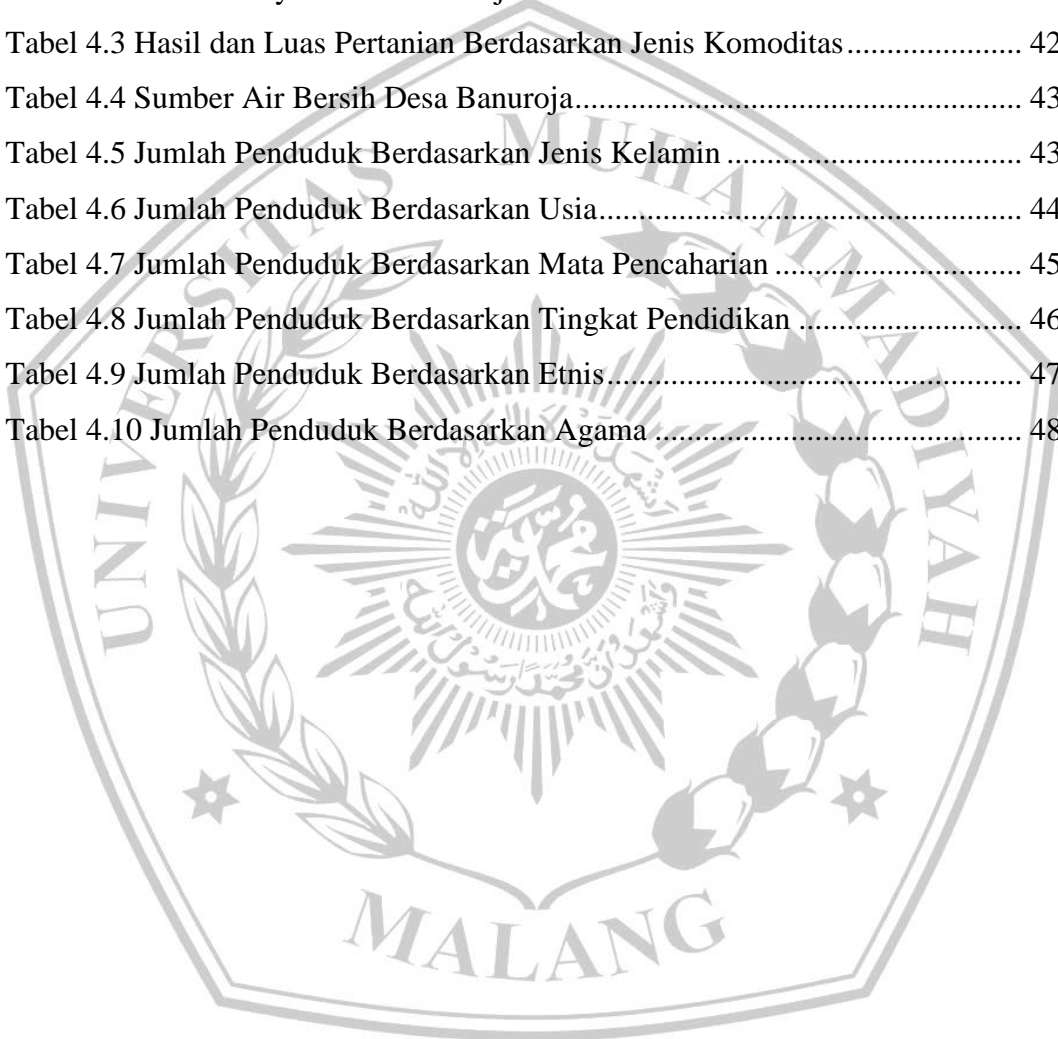 Tabel 4.3 Hasil dan Luas Pertanian Berdasarkan Jenis Komoditas..................... 42
Tabel 4.4 Sumber Air Bersih Desa Banuroja...................................................... 43
Tabel 4.5 Jumlah Penduduk Berdasarkan Jenis Kelamin................................... 43
Tabel 4.6 Jumlah Penduduk Berdasarkan Usia................................................... 44
Tabel 4.7 Jumlah Penduduk Berdasarkan Mata Pencaharian.............................. 45
Tabel 4.8 Jumlah Penduduk Berdasarkan Tingkat Pendidikan........................... 46
Tabel 4.9 Jumlah Penduduk Berdasarkan Etnis.................................................. 47
Tabel 4.10 Jumlah Penduduk Berdasarkan Agama............................................ 48
UNIVERSITAS MUHAMMADIYAH
MALANG